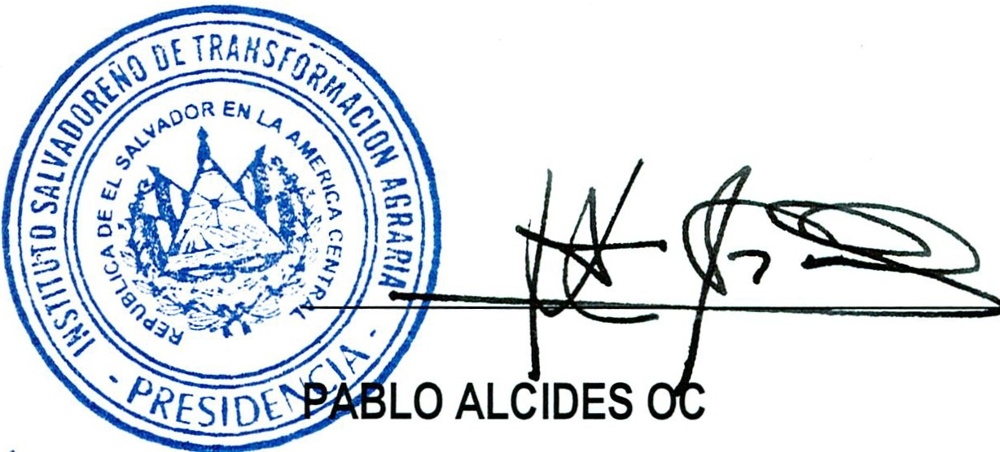 INSTITUTO SALVADOREÑO DE TRANSFORMACION AGRARIA
- PRESIDENCIA -
REPUBLICA DE EL SALVADOR EN LA AMERICA CENTRAL
PABLO ALCIDES OC